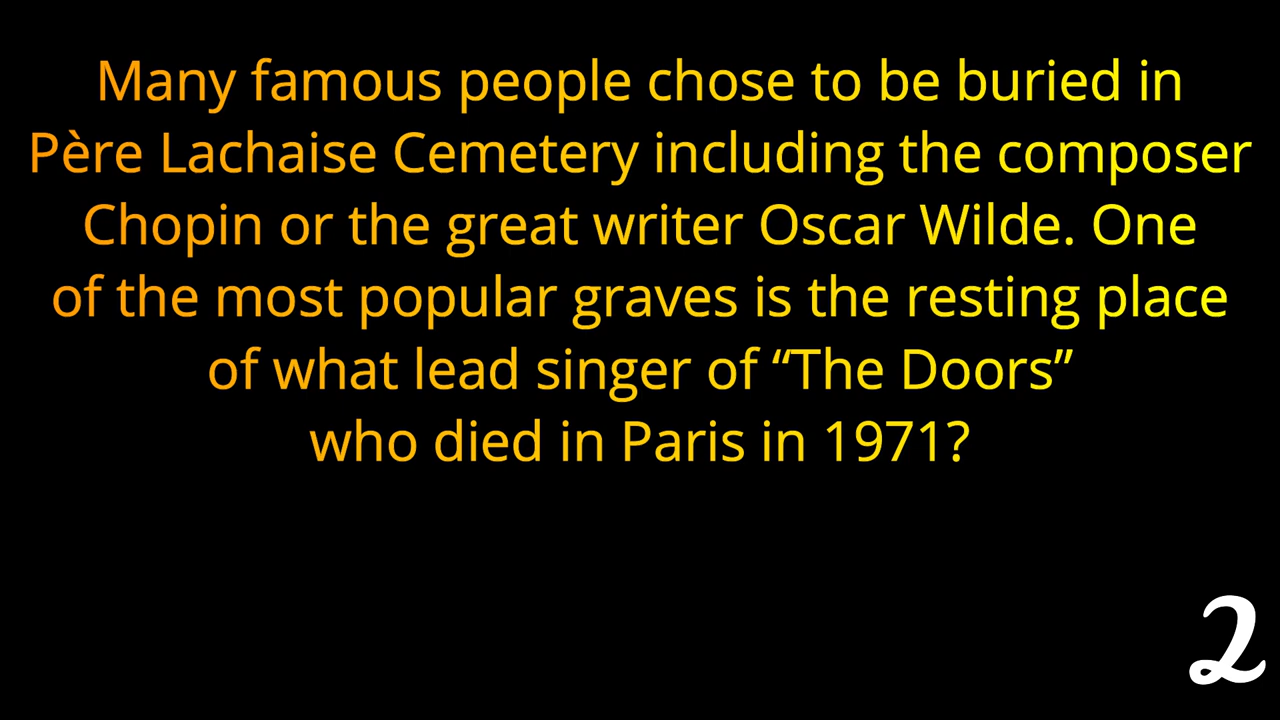 Many famous people chose to be buried in
Père Lachaise Cemetery including the composer
Chopin or the great writer Oscar Wilde. One
of the most popular graves is the resting place
of what lead singer of “The Doors”
who died in Paris in 1971?
2